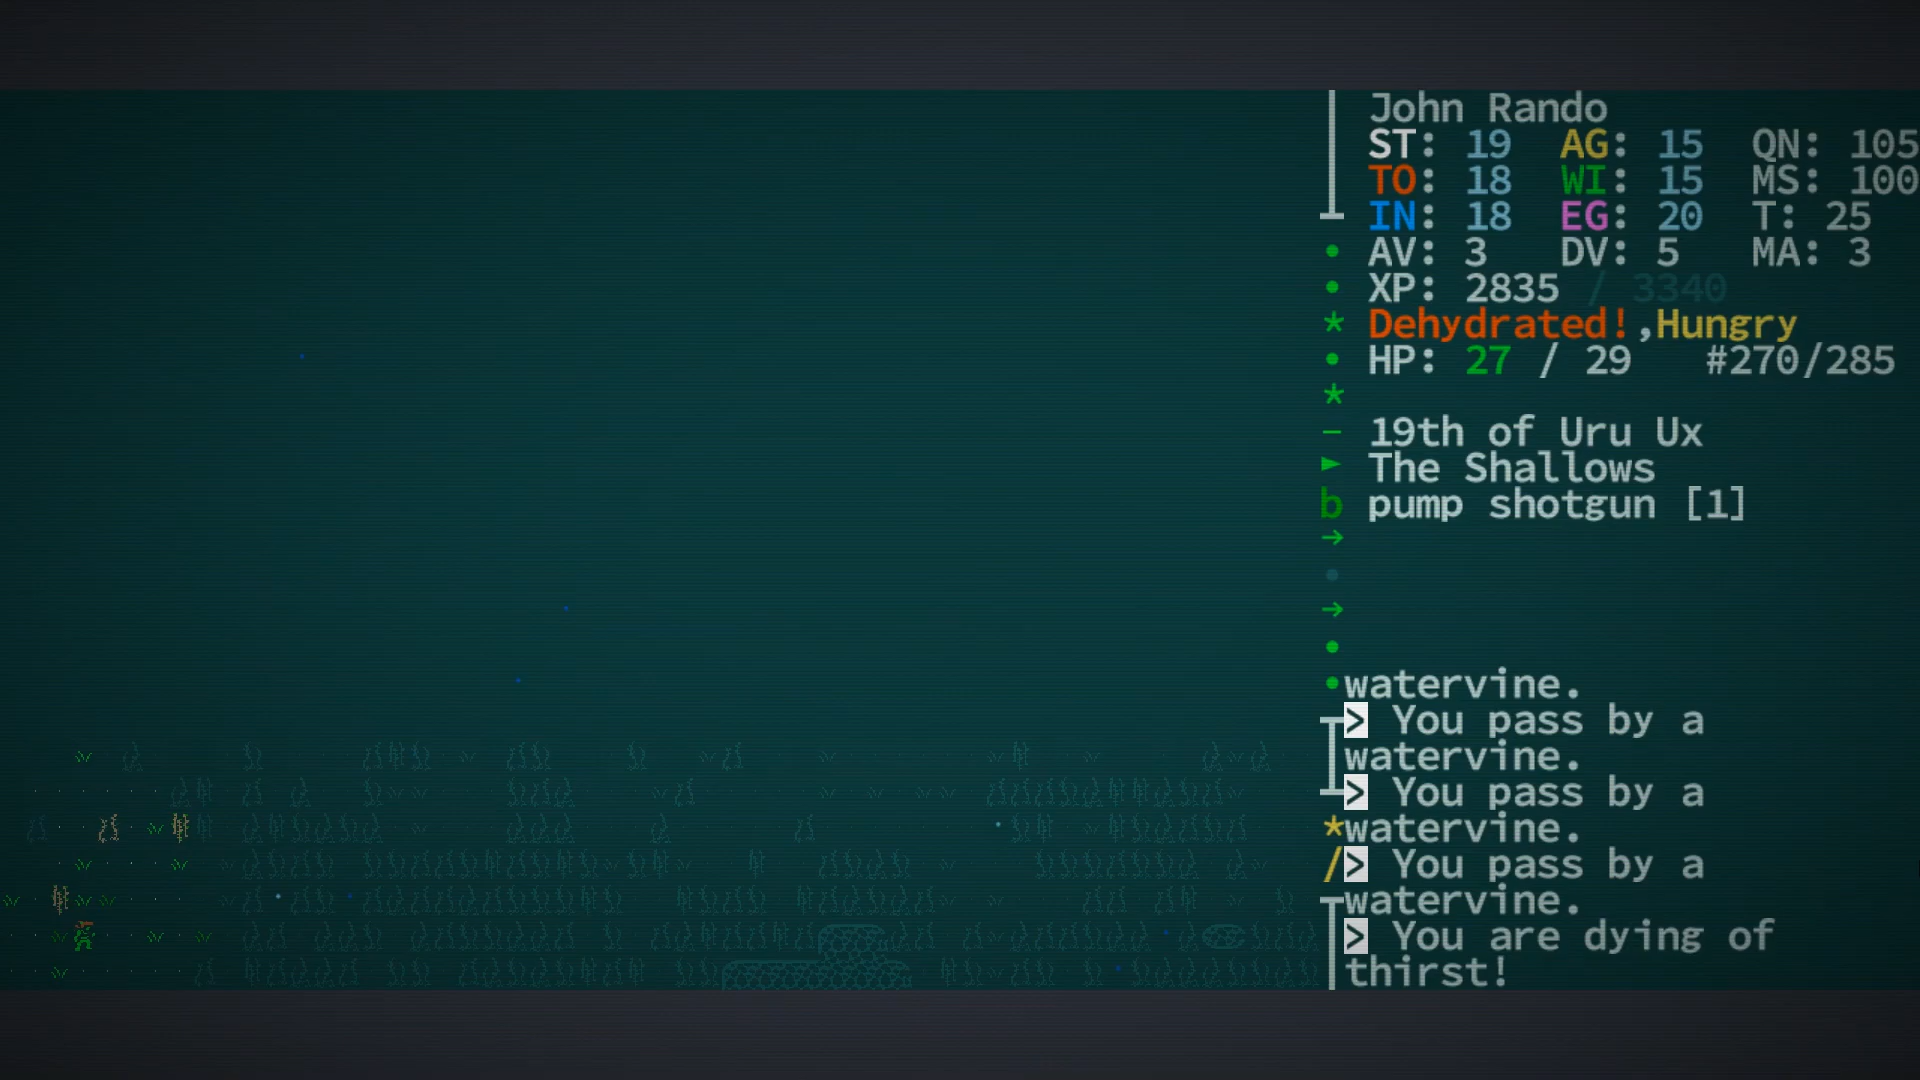 John Rando
ST: 19 AG: 15 QN: 105
TO: 18 WI: 15 MS: 100
IN: 18 EG: 20 T: 25
AV: 3 DV: 5 MA: 3
XP: 2835 / 3340
Dehydrated!,Hungry
HP: 27 / 29 #270/285
19th of Uru Ux
The Shallows
b pump shotgun [1]
watervine.
> You pass by a
watervine.
> You pass by a
watervine.
> You pass by a
watervine.
> You are dying of
thirst!